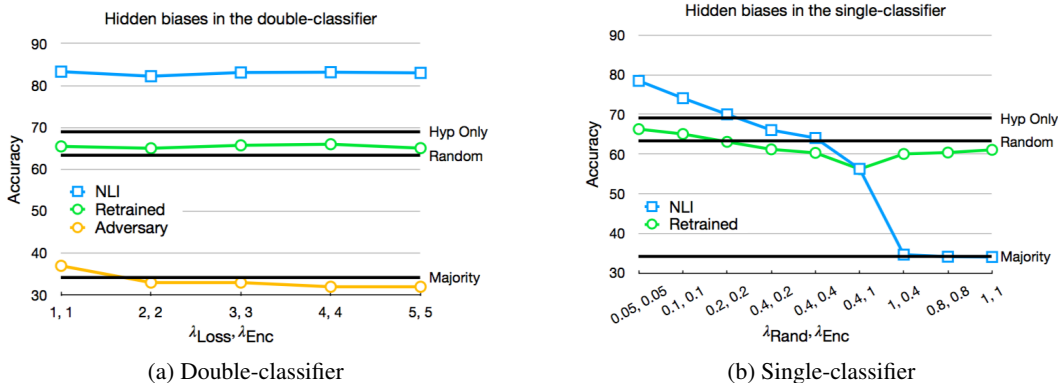 Hidden biases in the double-classifier
90
80
70
60
50
40
30
Accuracy
Hyp Only
Random
Majority
NLI
Retrained
Adversary
1, 1
2, 2
3, 3
4, 4
5, 5
λLoss, λEnc
(a) Double-classifier
Hidden biases in the single-classifier
90
80
70
60
50
40
30
Accuracy
Hyp Only
Random
Majority
NLI
Retrained
0.05, 0.05
0.1, 0.1
0.2, 0.2
0.4, 0.2
0.4, 0.4
0.4, 1
1, 0.4
0.8, 0.8
1, 1
λRand, λEnc
(b) Single-classifier